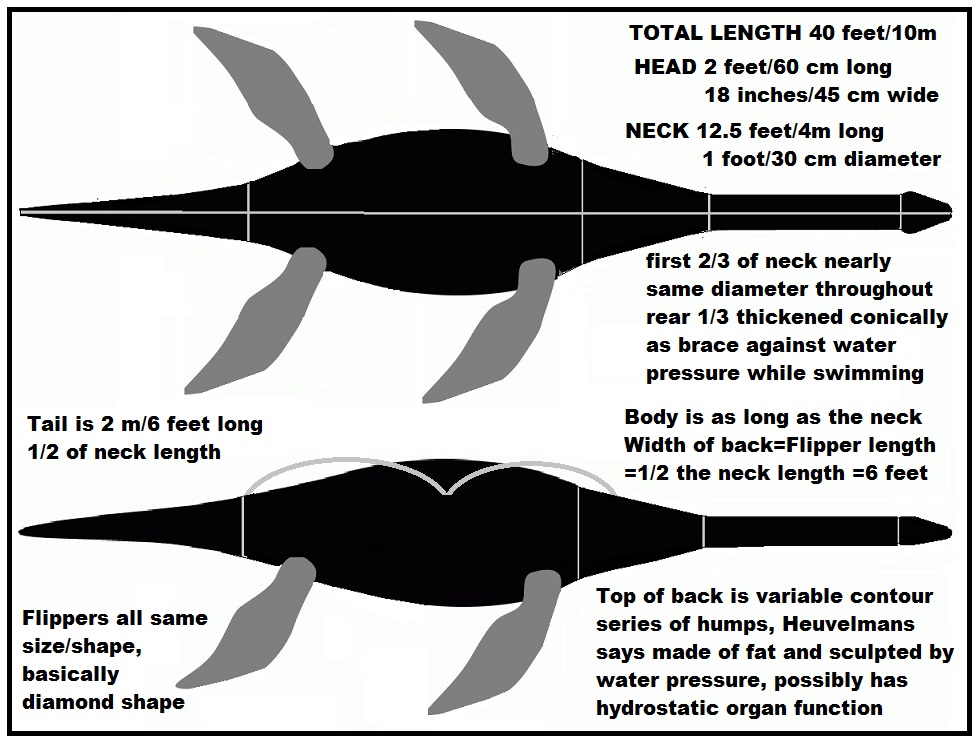 TOTAL LENGTH 40 feet/10m
HEAD 2 feet/60 cm long
18 inches/45 cm wide
NECK 12.5 feet/4m long
1 foot/30 cm diameter
first 2/3 of neck nearly
same diameter throughout
rear 1/3 thickened conically
as brace against water
pressure while swimming
Tail is 2 m/6 feet long
1/2 of neck length
Body is as long as the neck
Width of back=Flipper length
=1/2 the neck length =6 feet
Flippers all same
size/shape,
basically
diamond shape
Top of back is variable contour
series of humps, Heuvelmans
says made of fat and sculpted by
water pressure, possibly has
hydrostatic organ function